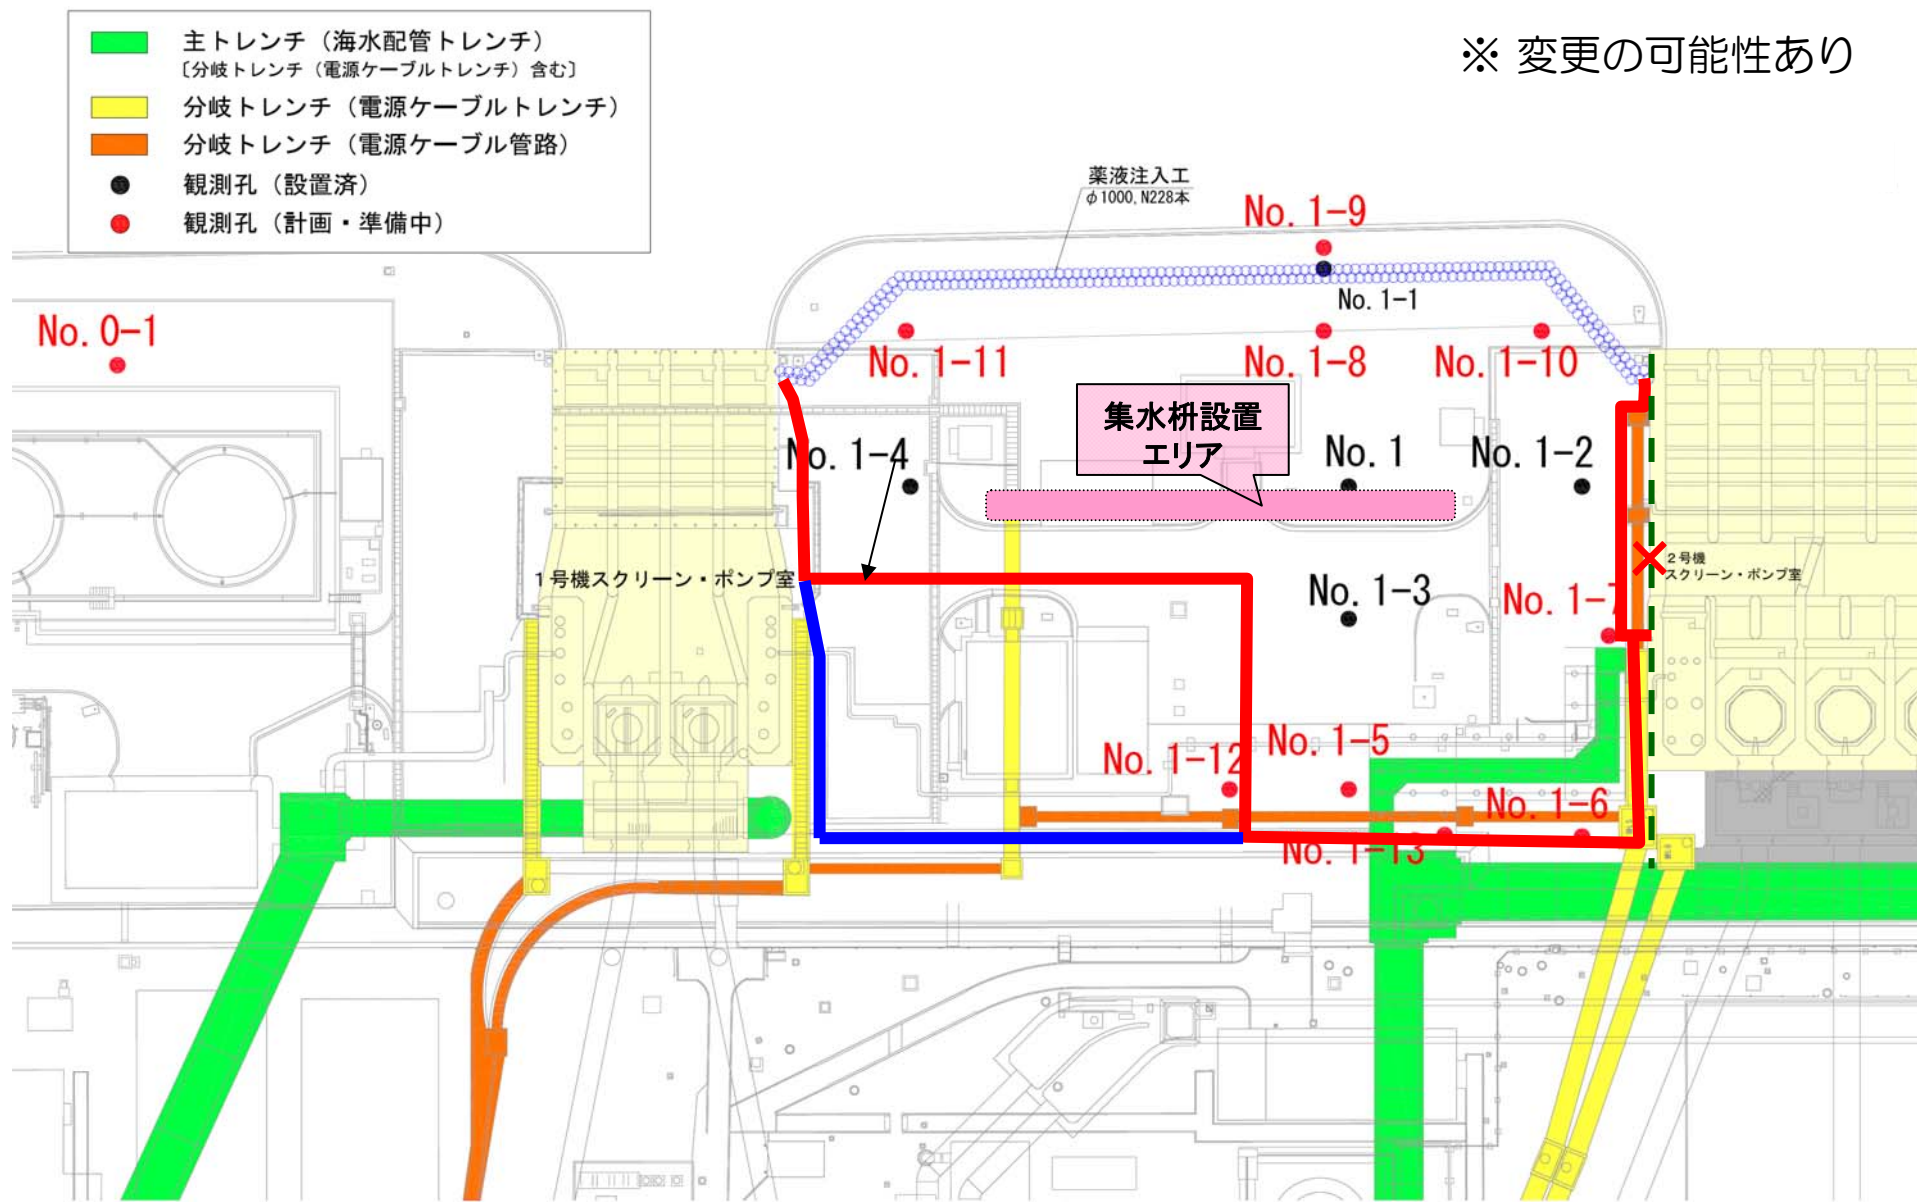 主トレンチ（海水配管トレンチ）
〔分岐トレンチ（電源ケーブルトレンチ）含む〕
分岐トレンチ（電源ケーブルトレンチ）
分岐トレンチ（電源ケーブル管路）
観測孔（設置済）
観測孔（計画・準備中）
※ 変更の可能性あり
薬液注入工
φ1000, N228本
No. 1-9
No. 1-1
No. 0-1
No. 1-11
No. 1-8
No. 1-10
集水枡設置
エリア
No. 1-4
No. 1
No. 1-2
1号機スクリーン・ポンプ室
2号機
スクリーン・ポンプ室
No. 1-3
No. 1-7
No. 1-12
No. 1-5
No. 1-6
No. 1-13